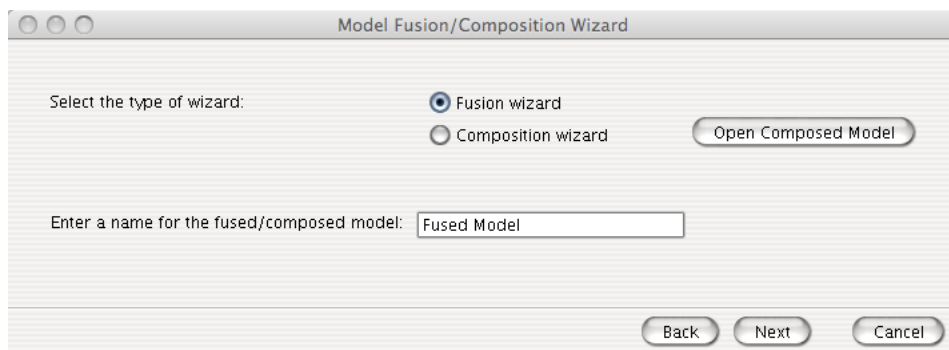 Model Fusion/Composition Wizard
Select the type of wizard:
Fusion wizard
Composition wizard
Open Composed Model
Enter a name for the fused/composed model:
Fused Model
Back
Next
Cancel